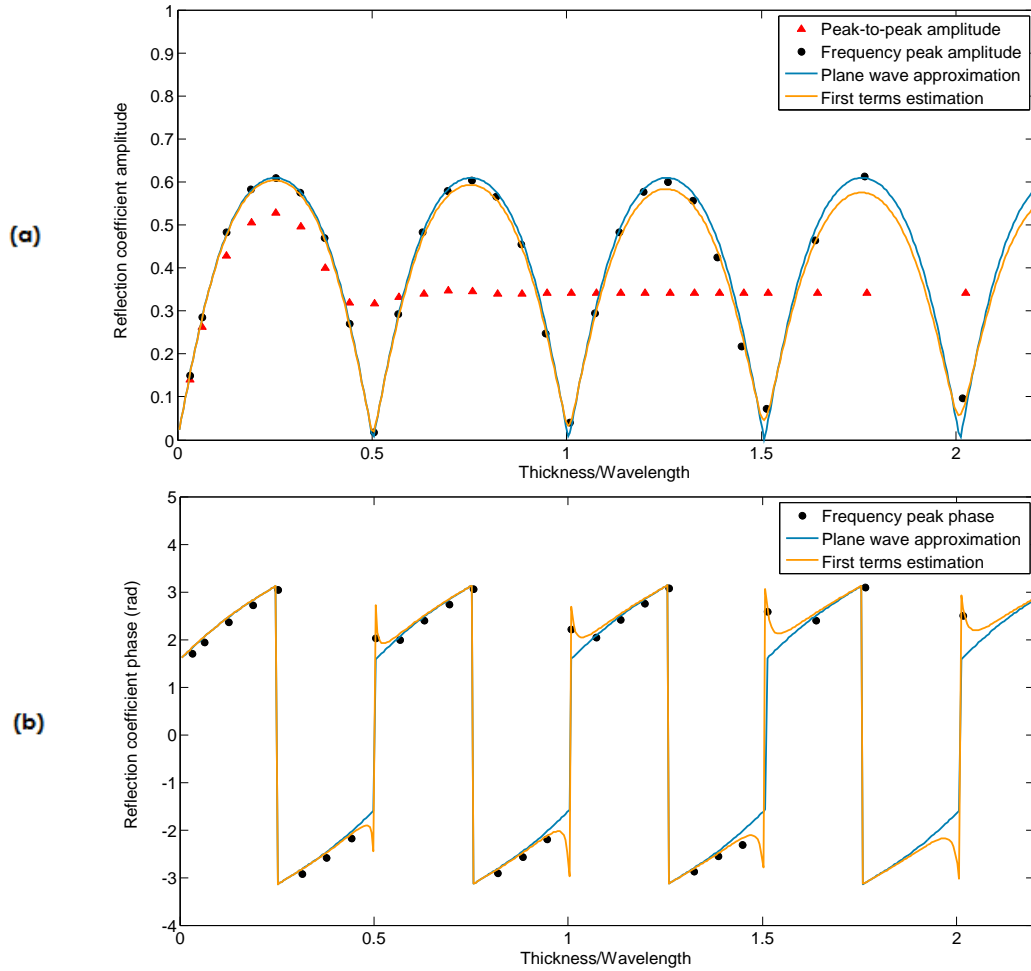 (a)
Reflection coefficient amplitude
1
0.9
0.8
0.7
0.6
0.5
0.4
0.3
0.2
0.1
0
Peak-to-peak amplitude
Frequency peak amplitude
Plane wave approximation
First terms estimation
0 0.5 1 1.5 2
Thickness/Wavelength
(b)
Reflection coefficient phase (rad)
5
4
3
2
1
0
-1
-2
-3
-4
Frequency peak phase
Plane wave approximation
First terms estimation
0 0.5 1 1.5 2
Thickness/Wavelength